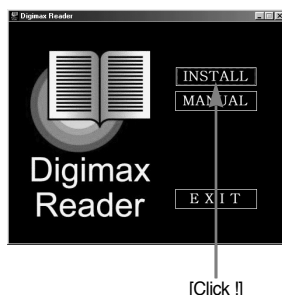 Digimax Reader
INSTALL
MANUAL
Digimax
Reader
EXIT
[Click !]